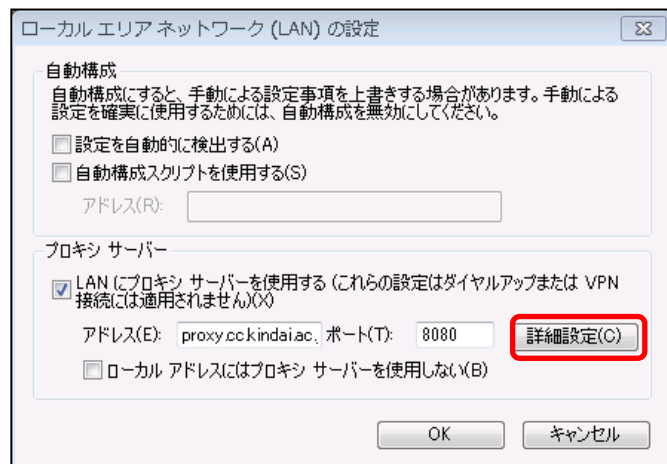 ローカル エリア ネットワーク (LAN) の設定
自動構成
自動構成にすると、手動による設定事項を上書きする場合があります。手動による
設定を確実に使用するためには、自動構成を無効にしてください。
設定を自動的に検出する(A)
自動構成スクリプトを使用する(S)
アドレス(R):
プロキシ サーバー
LAN にプロキシ サーバーを使用する (これらの設定はダイヤルアップまたは VPN
接続には適用されません)(X)
アドレス(E): proxy.cc.kindai.ac. ポート(T): 8080 詳細設定(C)
ローカル アドレスにはプロキシ サーバーを使用しない(B)
OK キャンセル